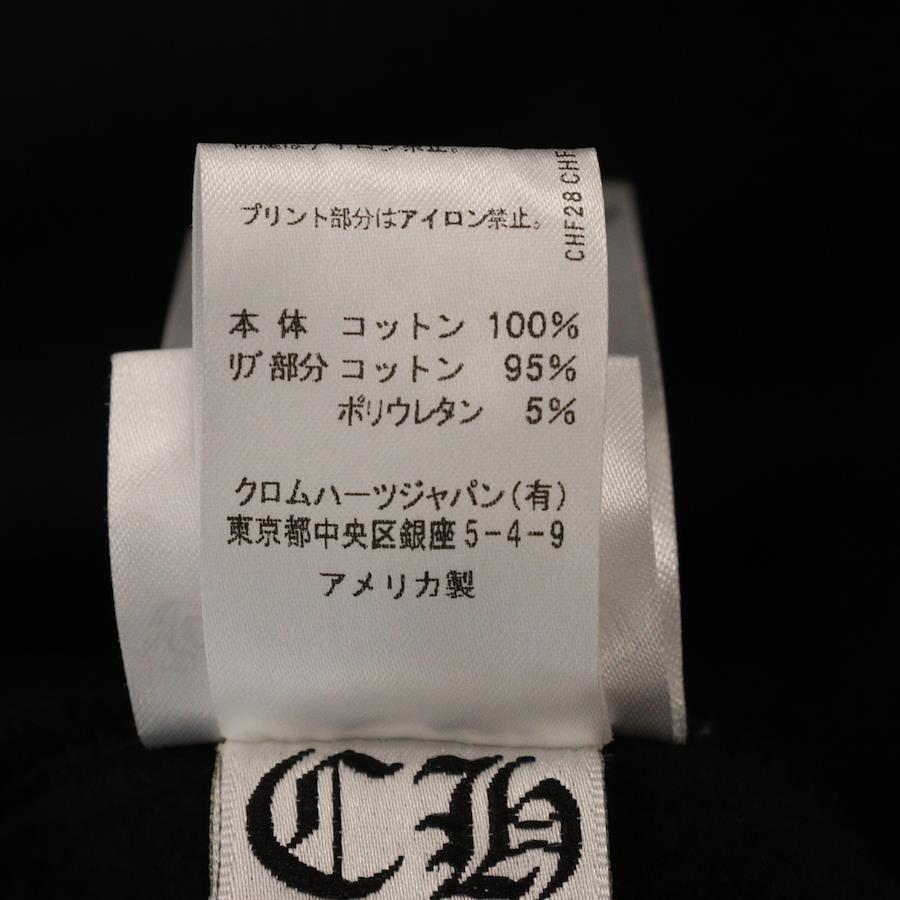 プリント部分はアイロン禁止。
CHF28 CHF
本体 コットン 100%
リブ部分 コットン 95%
ポリウレタン 5%
クロムハーツジャパン(有)
東京都中央区銀座5-4-9
アメリカ製
CH